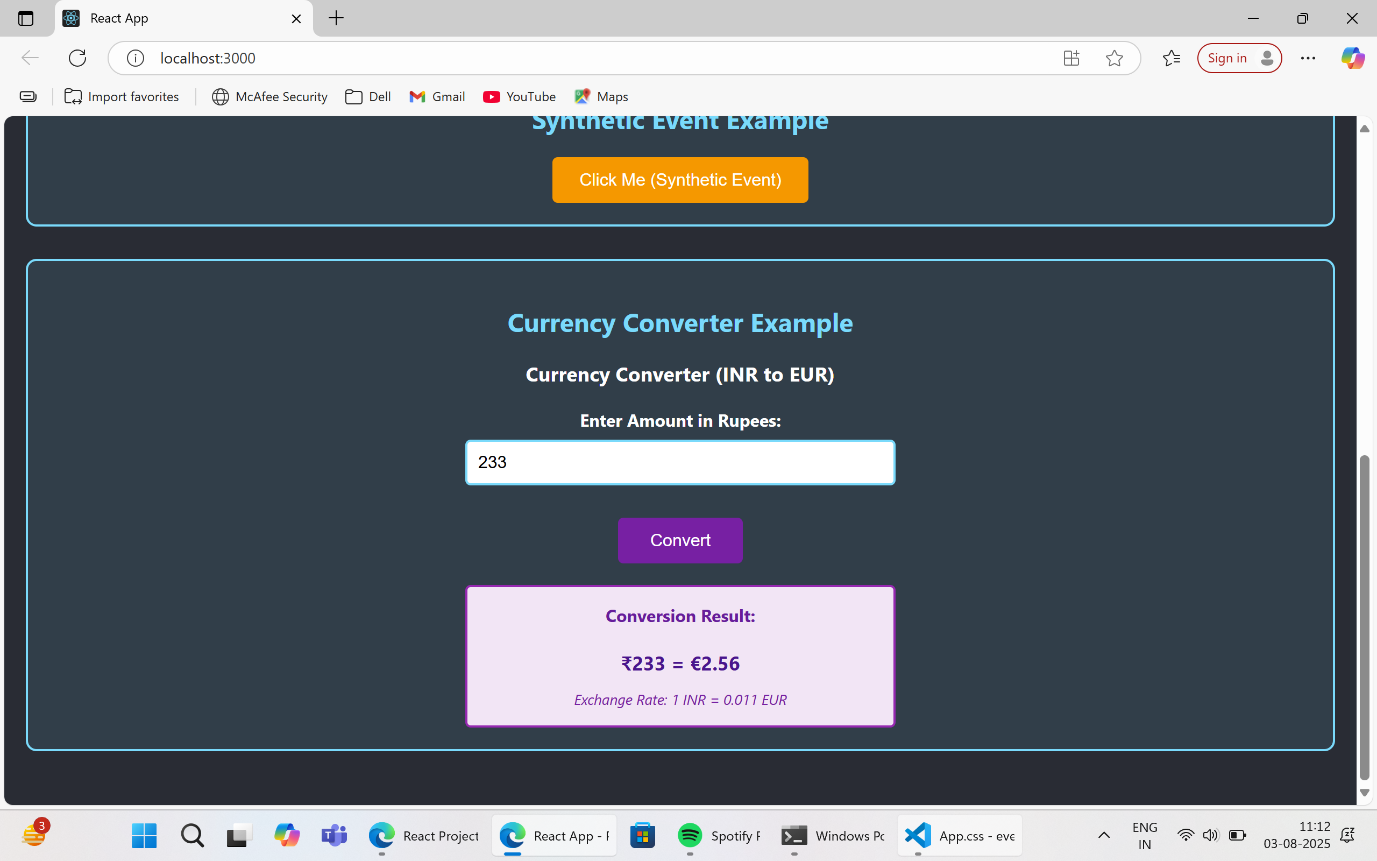 React App
localhost:3000
Sign in
Import favorites
McAfee Security
Dell
Gmail
YouTube
Maps
Synthetic Event Example
Click Me (Synthetic Event)
Currency Converter Example
Currency Converter (INR to EUR)
Enter Amount in Rupees:
233
Convert
Conversion Result:
₹233 = €2.56
Exchange Rate: 1 INR = 0.011 EUR
3
React Project
React App - 
Spotify 
Windows 
App.css - eve
ENG
IN
11:12
03-08-2025